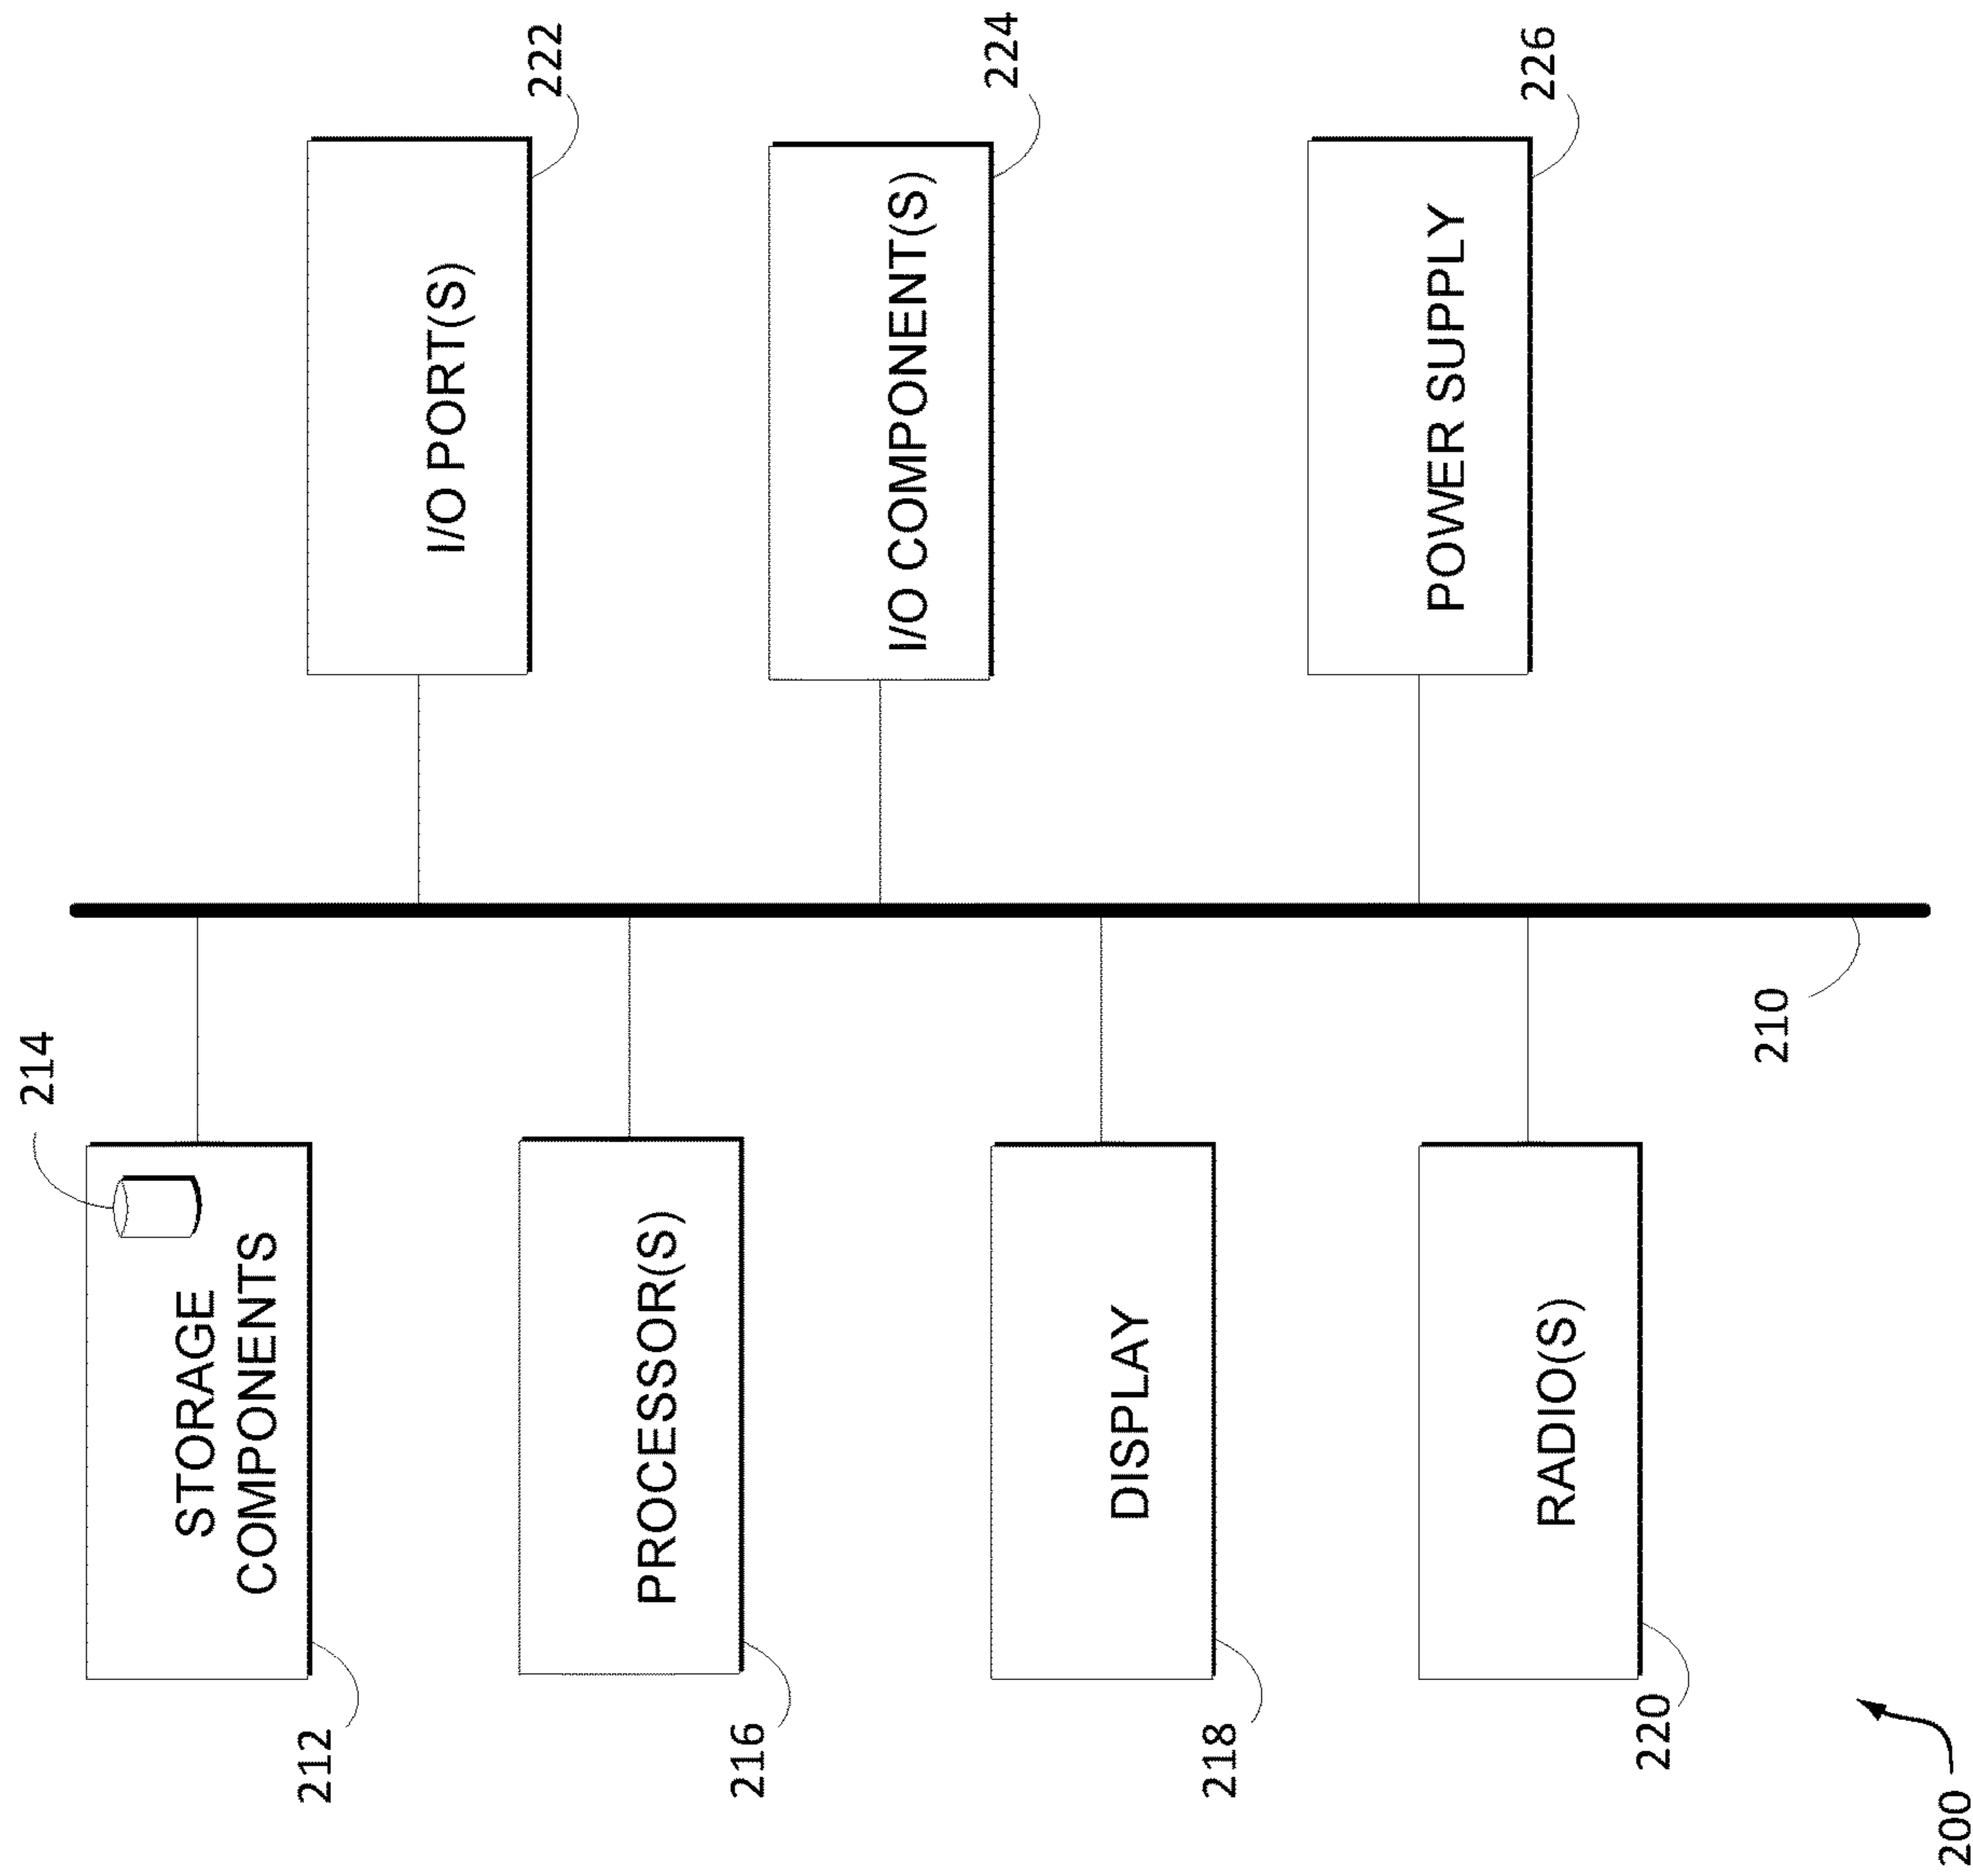 200
212
STORAGE
COMPONENTS
214
216
PROCESSOR(S)
218
DISPLAY
220
RADIO(S)
210
I/O PORT(S)
222
I/O COMPONENT(S)
224
POWER SUPPLY
226